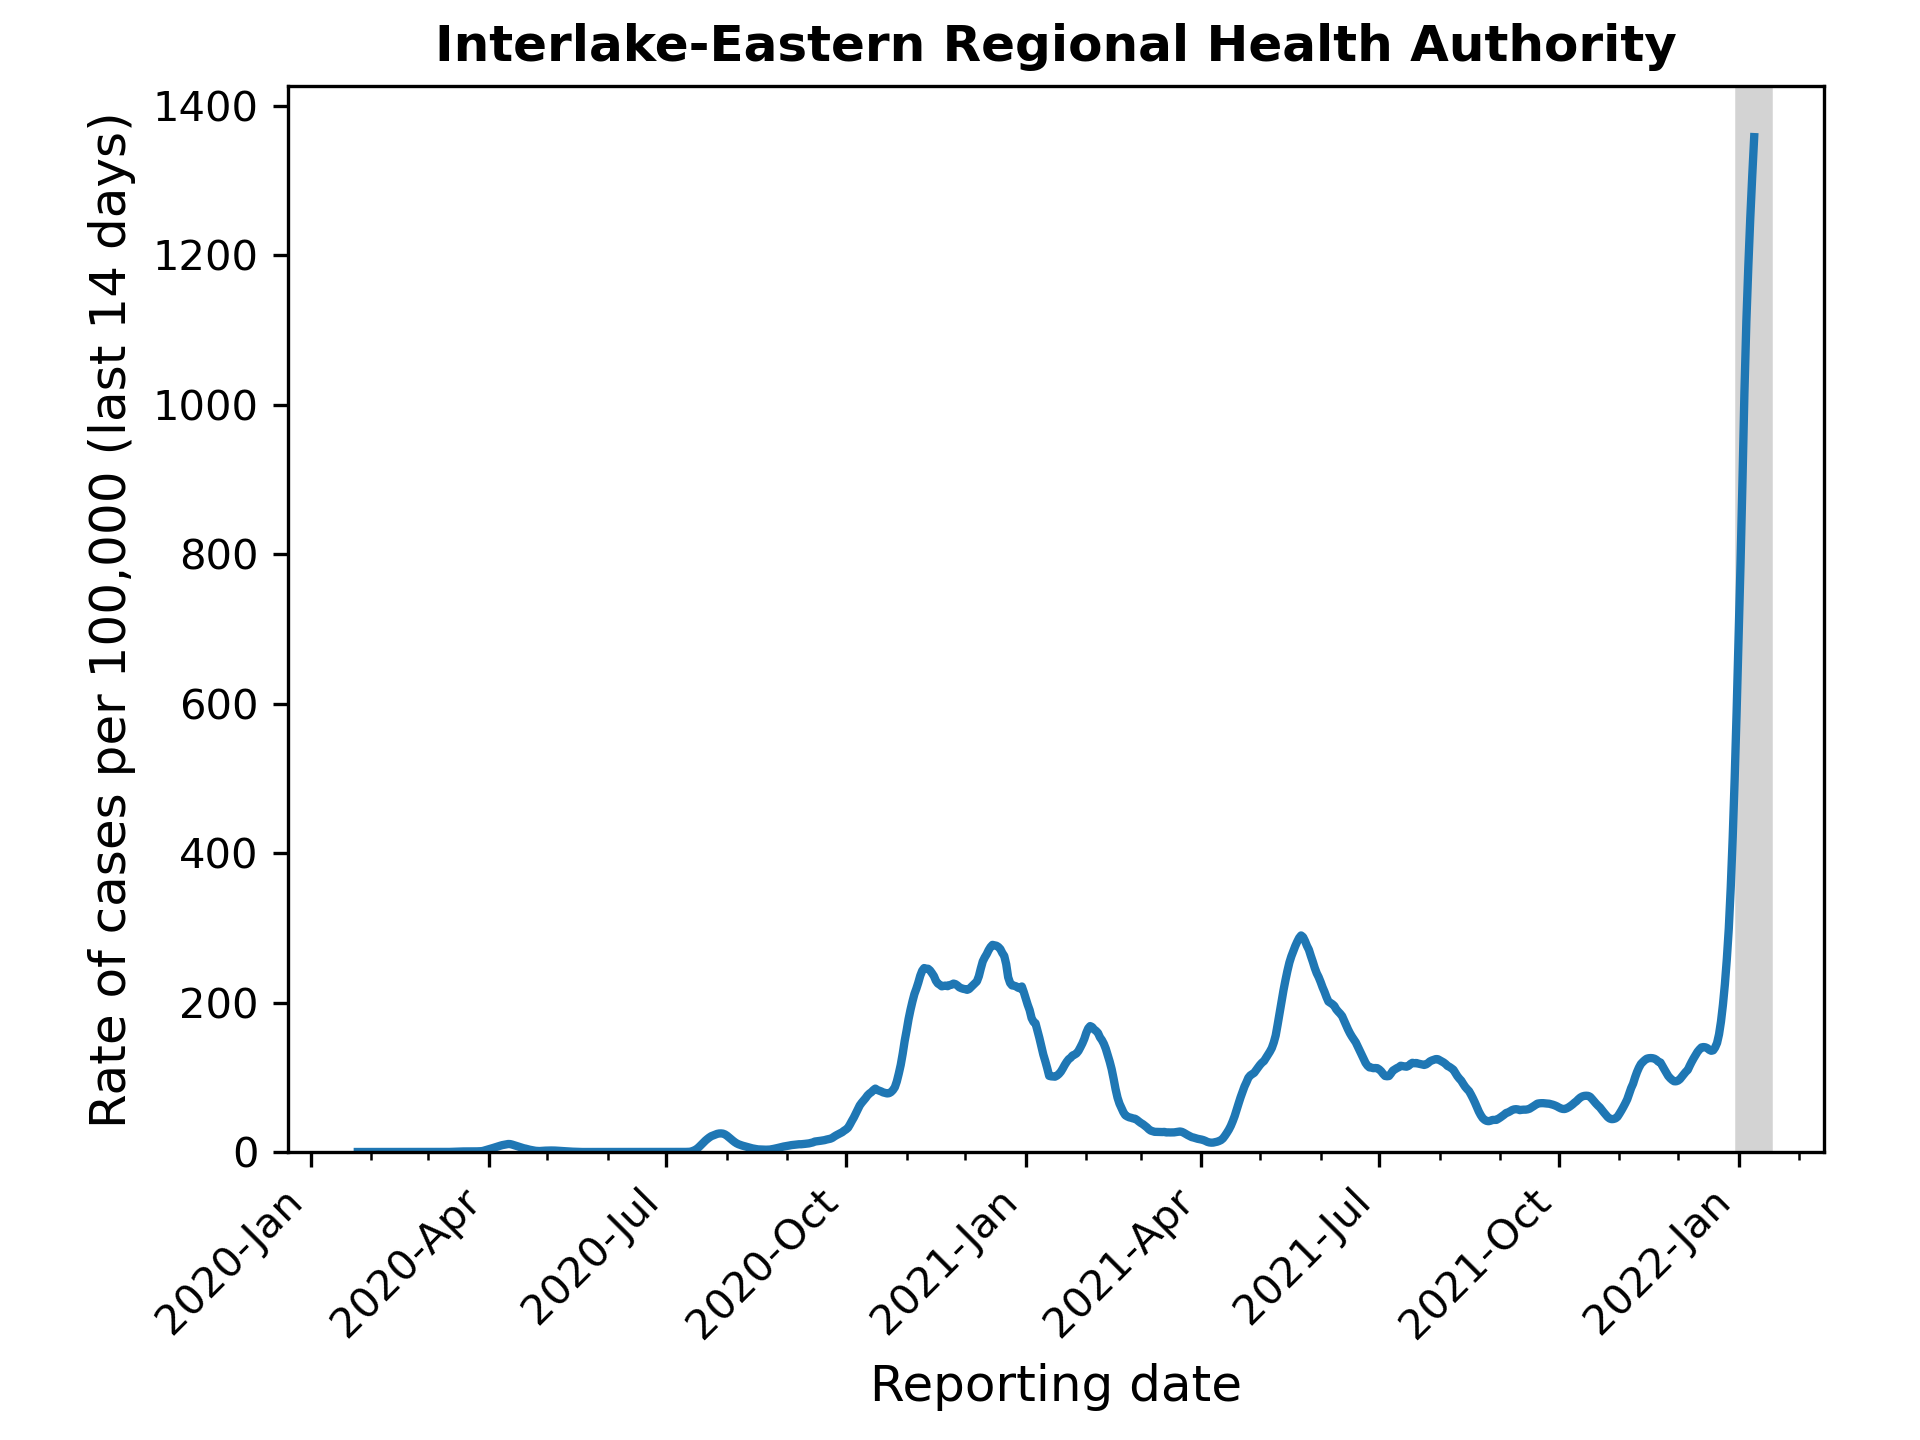 Interlake-Eastern Regional Health Authority
Rate of cases per 100,000 (last 14 days)
1400
1200
1000
800
600
400
200
0
2020-Jan
2020-Apr
2020-Jul
2020-Oct
2021-Jan
2021-Apr
2021-Jul
2021-Oct
2022-Jan
Reporting date